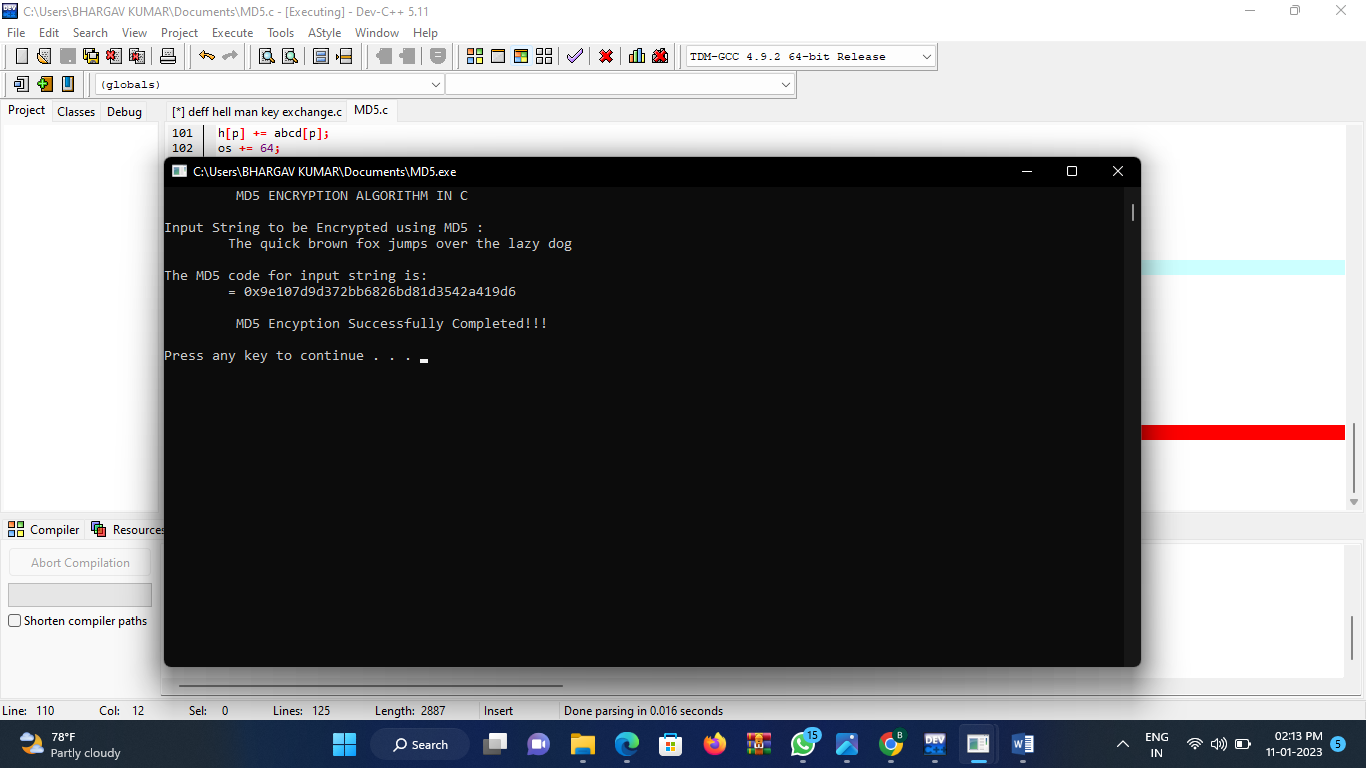 C:\Users\BHARGAV KUMAR\Documents\MD5.c - [Executing] - Dev-C++ 5.11
File Edit Search View Project Execute Tools AStyle Window Help
TDM-GCC 4.9.2 64-bit Release
(globals)
Project Classes Debug [*] deff hell man key exchange.c MD5.c
101 h[p] += abcd[p];
102 os += 64;
C:\Users\BHARGAV KUMAR\Documents\MD5.exe
MD5 ENCRYPTION ALGORITHM IN C
Input String to be Encrypted using MD5 :
The quick brown fox jumps over the lazy dog
The MD5 code for input string is:
= 0x9e107d9d372bb6826bd81d3542a419d6
MD5 Encyption Successfully Completed!!!
Press any key to continue . . .
Compiler Resources
Abort Compilation
Shorten compiler paths
Line: 110 Col: 12 Sel: 0 Lines: 125 Length: 2887 Insert Done parsing in 0.016 seconds
78°F
Partly cloudy
Search
15
B
DEV
ENG
IN
02:13 PM
11-01-2023
5